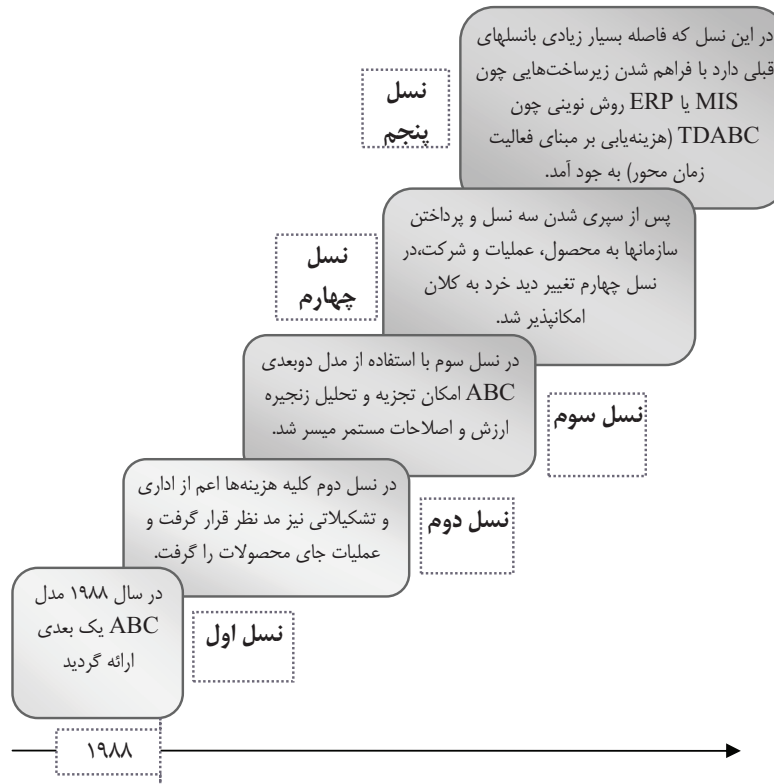 در این نسل که فاصله بسیار زیادی بانسلهای
قبلی دارد با فراهم شدن زیرساخت‌هایی چون
MIS یا ERP روش نوینی چون
TDABC (هزینه‌یابی بر مبنای فعالیت
زمان محور) به جود آمد.
نسل
پنجم
پس از سپری شدن سه نسل و پرداختن
سازمانها به محصول، عملیات و شرکت،در
نسل چهارم تغییر دید خرد به کلان
امکانپذیر شد.
نسل
چهارم
در نسل سوم با استفاده از مدل دوبعدی
ABC امکان تجزیه و تحلیل زنجیره
ارزش و اصلاحات مستمر میسر شد.
نسل سوم
در نسل دوم کلیه هزینه‌ها اعم از اداری
و تشکیلاتی نیز مد نظر قرار گرفت و
عملیات جای محصولات را گرفت.
نسل دوم
در سال ۱۹۸۸ مدل
ABC یک بعدی
ارائه گردید
نسل اول
۱۹۸۸